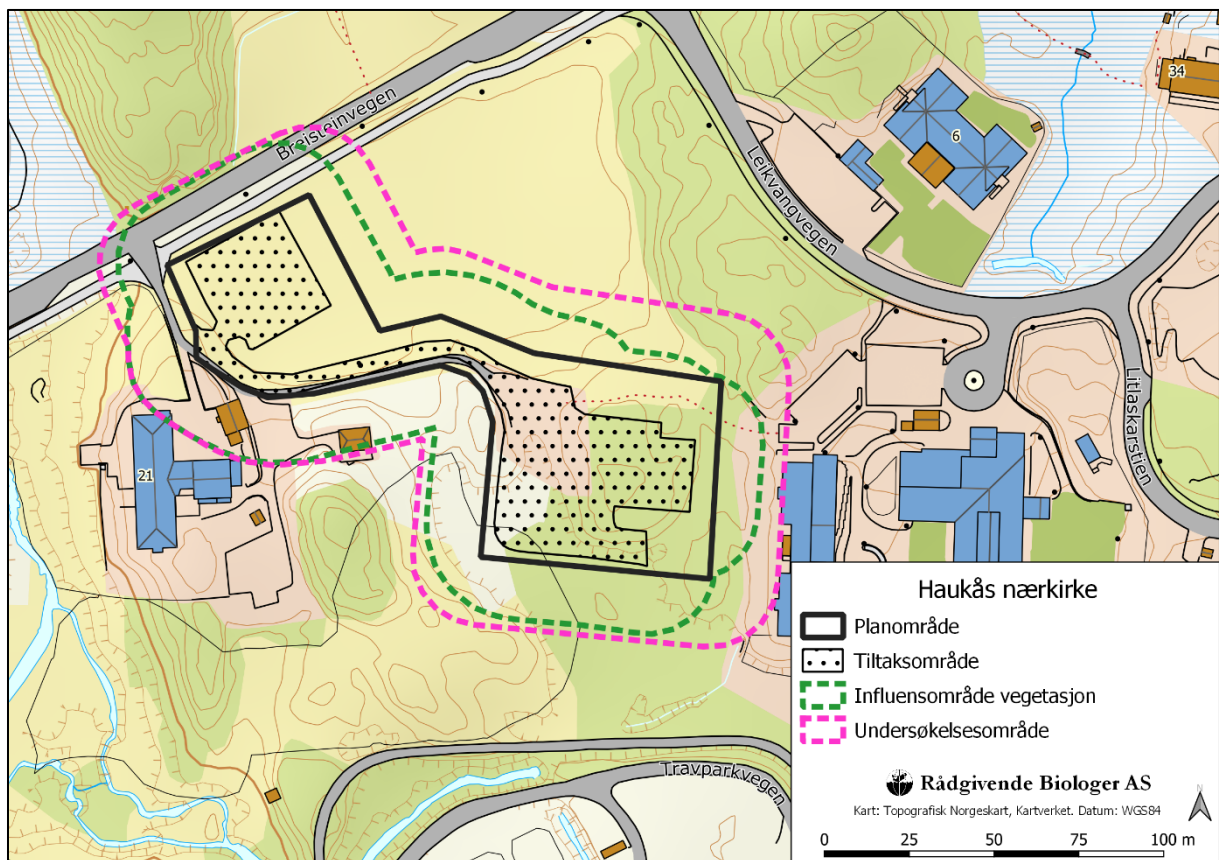 Breisteinvegen
Leikvangvegen
6
34
21
Litlaskarstien
Travparkvegen
Haukås nærkirke
Planområde
Tiltaksområde
Influensområde vegetasjon
Undersøkelsesområde
Rådgivende Biologer AS
Kart: Topografisk Norgeskart, Kartverket. Datum: WGS84
N
0 25 50 75 100 m